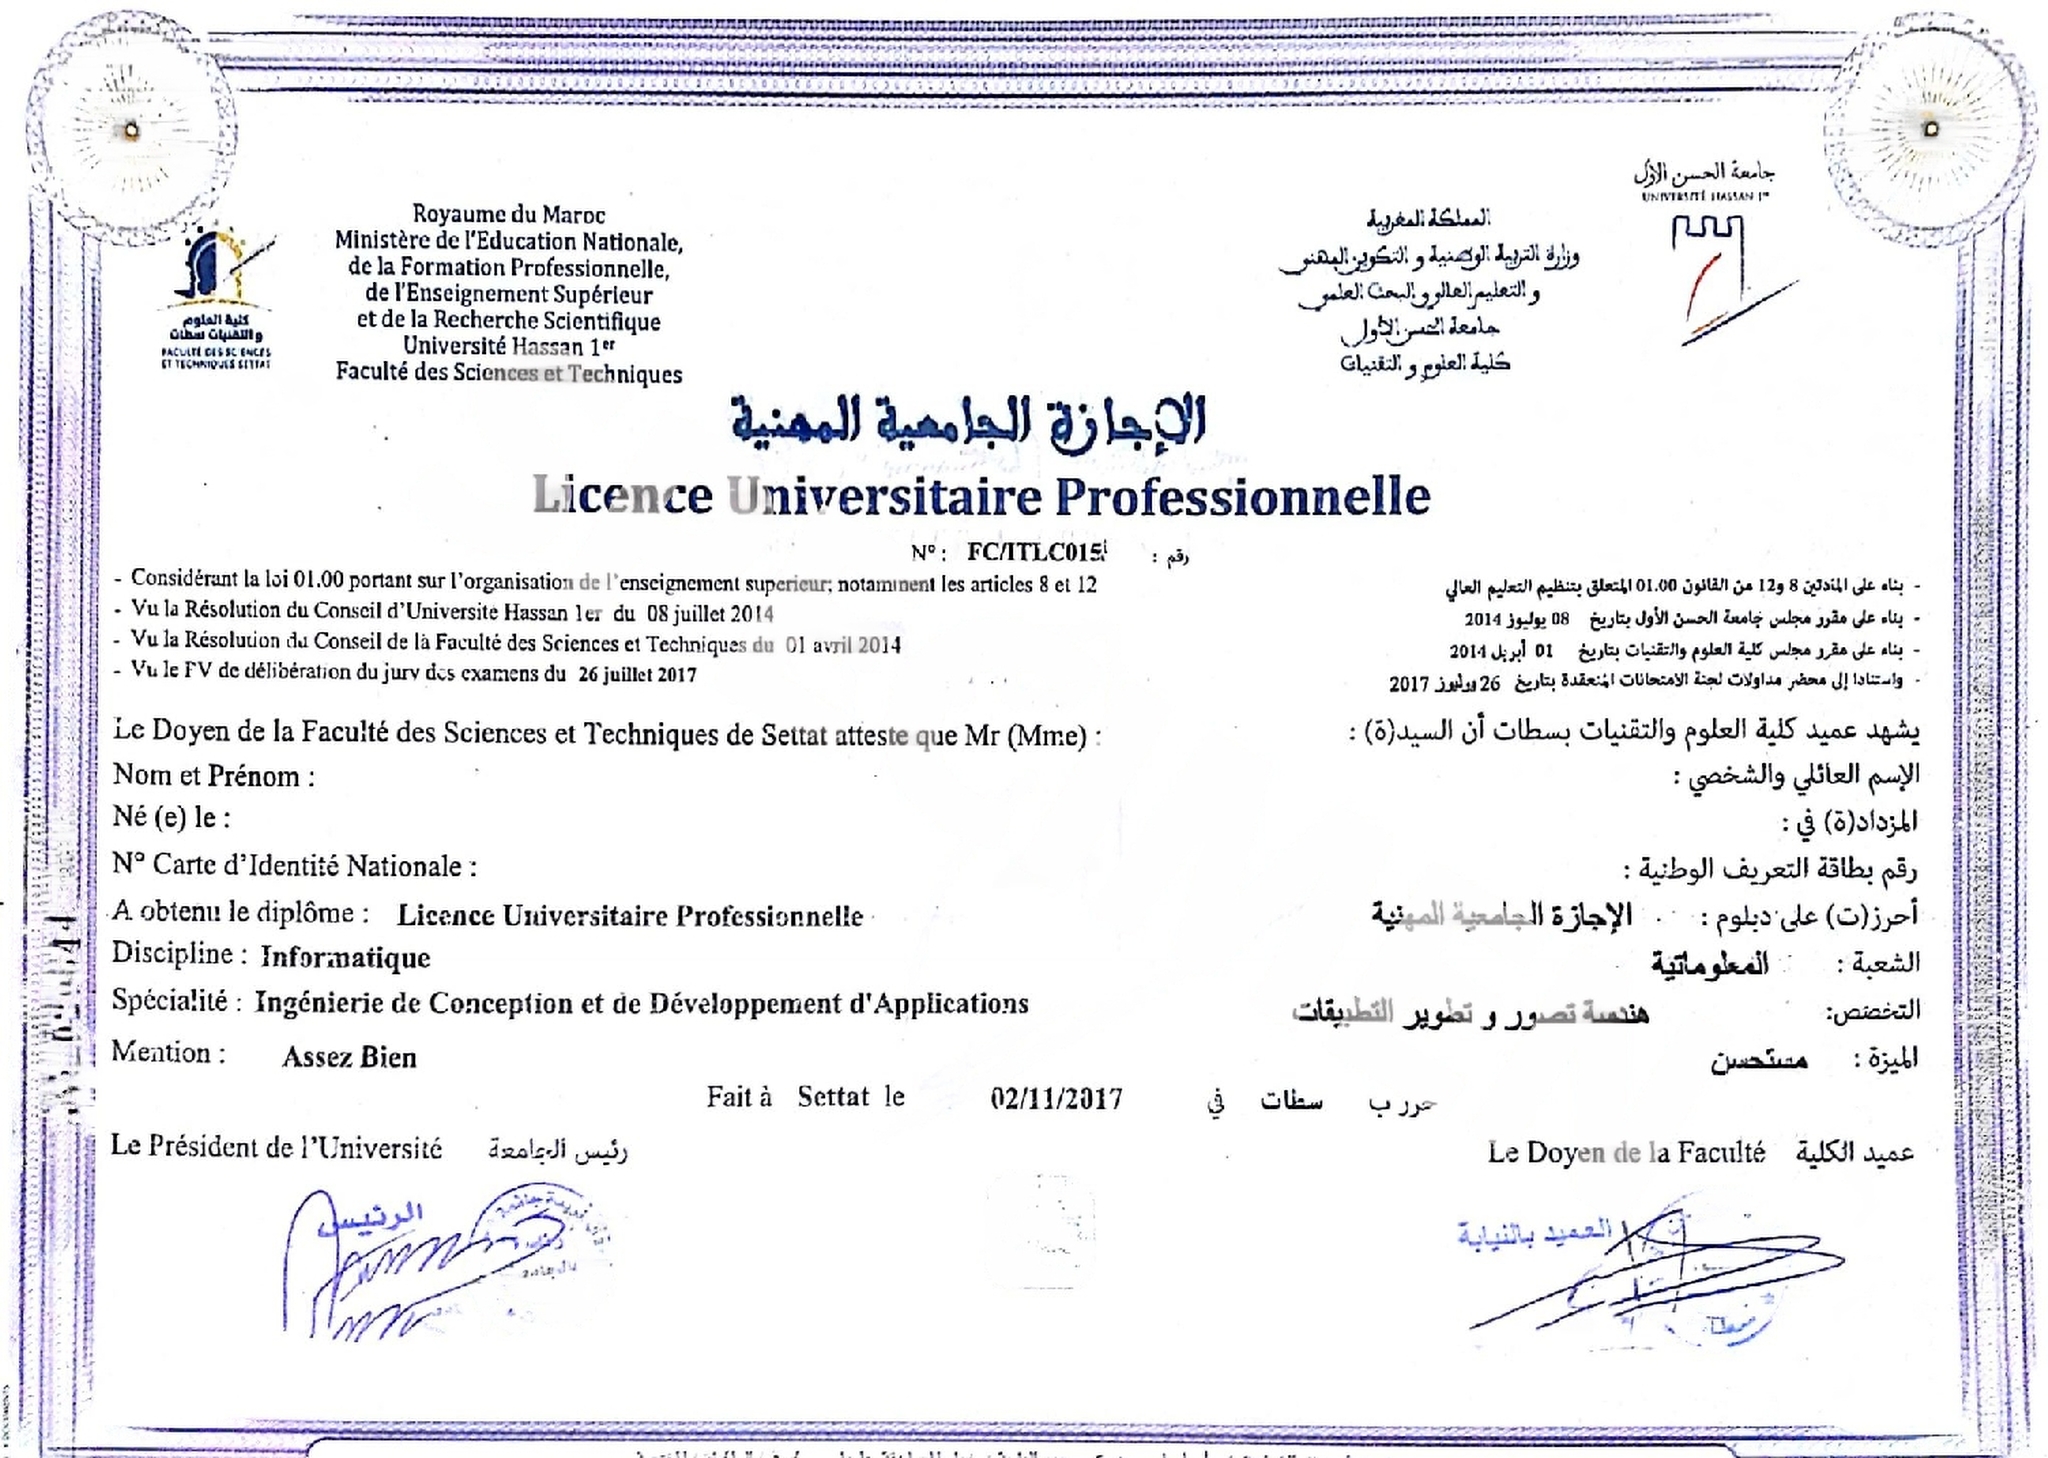 جامعة الحسن الأول
UNIVERSITÉ HASSAN 1er
كلية العلوم
والتقنيات سطات
FACULTÉ DES SCIENCES
ET TECHNIQUES SETTAT
Royaume du Maroc
Ministère de l'Education Nationale,
de la Formation Professionnelle,
de l'Enseignement Supérieur
et de la Recherche Scientifique
Université Hassan 1er
Faculté des Sciences et Techniques
المملكة المغربية
وزارة التربية الوطنية و التكوين المهني
و التعليم العالي و البحث العلمي
جامعة الحسن الأول
كلية العلوم و التقنيات
الإجازة الجامعية المهنية
Licence Universitaire Professionnelle
N° : FC/ITLC015 رقم :
- Considérant la loi 01.00 portant sur l'organisation de l'enseignement superieur; notamment les articles 8 et 12
- بناء على المادتين 8 و12 من القانون 01.00 المتعلق بتنظيم التعليم العالي
- Vu la Résolution du Conseil d'Universite Hassan 1er du 08 juillet 2014
- بناء على مقرر مجلس جامعة الحسن الأول بتاريخ 08 يوليوز 2014
- Vu la Résolution du Conseil de la Faculté des Sciences et Techniques du 01 avril 2014
- بناء على مقرر مجلس كلية العلوم والتقنيات بتاريخ 01 أبريل 2014
- Vu le PV de délibération du jury des examens du 26 juillet 2017
- واستنادا إلى محضر مداولات لجنة الامتحانات المنعقدة بتاريخ 26 يوليوز 2017
Le Doyen de la Faculté des Sciences et Techniques de Settat atteste que Mr (Mme) :
يشهد عميد كلية العلوم والتقنيات بسطات أن السيد(ة) :
Nom et Prénom :
الإسم العائلي والشخصي :
Né (e) le :
المزداد(ة) في :
N° Carte d'Identité Nationale :
رقم بطاقة التعريف الوطنية :
A obtenu le diplôme : Licence Universitaire Professionnelle
أحرز(ت) على دبلوم : الإجازة الجامعية المهنية
Discipline : Informatique
الشعبة : المعلوماتية
Spécialité : Ingénierie de Conception et de Développement d'Applications
التخصص: هندسة تصور و تطوير التطبيقات
Mention : Assez Bien
الميزة : مستحسن
Fait à Settat le 02/11/2017 حرر ب سطات في
Le Président de l'Université رئيس الجامعة
Le Doyen de la Faculté عميد الكلية
الرئيس
العميد بالنيابة